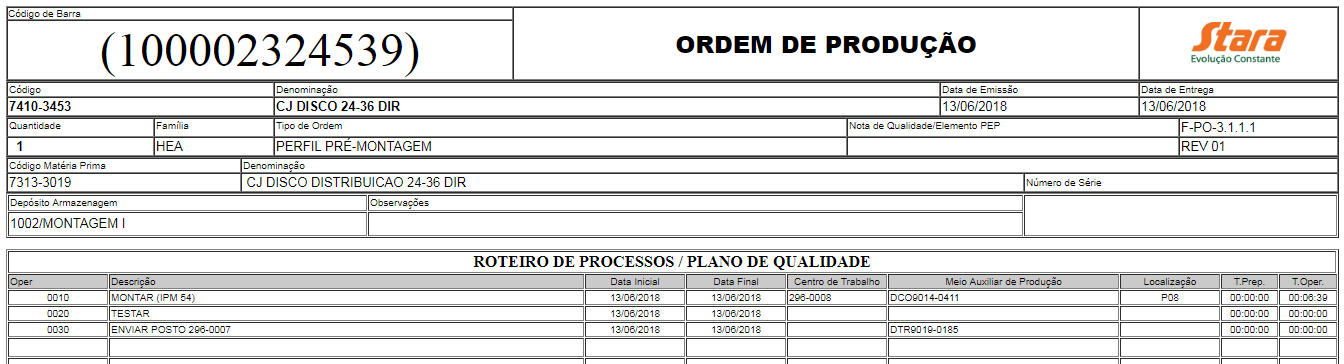 Código de Barra
(100002324539)
ORDEM DE PRODUÇÃO
Stara
Evolução Constante
Código Denominação Data de Emissão Data de Entrega
7410-3453 CJ DISCO 24-36 DIR 13/06/2018 13/06/2018
Quantidade Família Tipo de Ordem Nota de Qualidade/Elemento PEP F-PO-3.1.1.1
1 HEA PERFIL PRÉ-MONTAGEM REV 01
Código Matéria Prima Denominação
7313-3019 CJ DISCO DISTRIBUICAO 24-36 DIR Número de Série
Depósito Armazenagem Observações
1002/MONTAGEM I
ROTEIRO DE PROCESSOS / PLANO DE QUALIDADE
Oper Descrição Data Inicial Data Final Centro de Trabalho Meio Auxiliar de Produção Localização T.Prep. T.Oper.
0010 MONTAR (IPM 54) 13/06/2018 13/06/2018 296-0008 DCO9014-0411 P08 00:00:00 00:06:39
0020 TESTAR 13/06/2018 13/06/2018 00:00:00 00:00:00
0030 ENVIAR POSTO 296-0007 13/06/2018 13/06/2018 DTR9019-0185 00:00:00 00:00:00